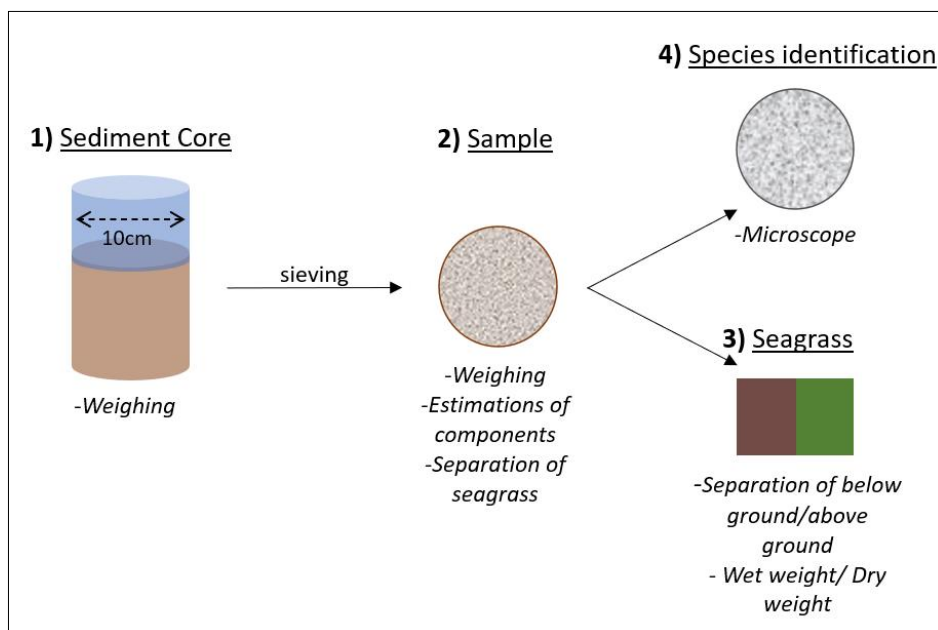 1) Sediment Core
10cm
-Weighing
sieving
2) Sample
-Weighing
-Estimations of
components
-Separation of
seagrass
3) Seagrass
-Separation of below
ground/above
ground
- Wet weight/ Dry
weight
4) Species identification
-Microscope